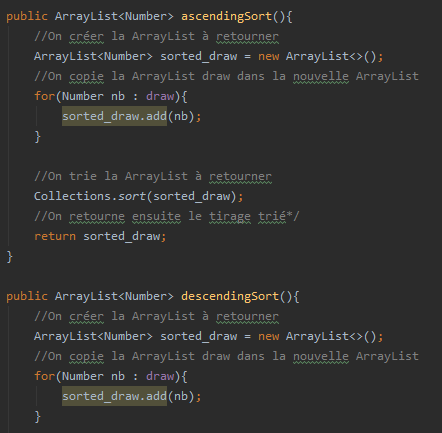 public ArrayList<Number> ascendingSort(){
//On créer la ArrayList à retourner
ArrayList<Number> sorted_draw = new ArrayList<>();
//On copie la ArrayList draw dans la nouvelle ArrayList
for(Number nb : draw){
sorted_draw.add(nb);
}
//On trie la ArrayList à retourner
Collections.sort(sorted_draw);
//On retourne ensuite le tirage trié*/
return sorted_draw;
}
public ArrayList<Number> descendingSort(){
//On créer la ArrayList à retourner
ArrayList<Number> sorted_draw = new ArrayList<>();
//On copie la ArrayList draw dans la nouvelle ArrayList
for(Number nb : draw){
sorted_draw.add(nb);
}